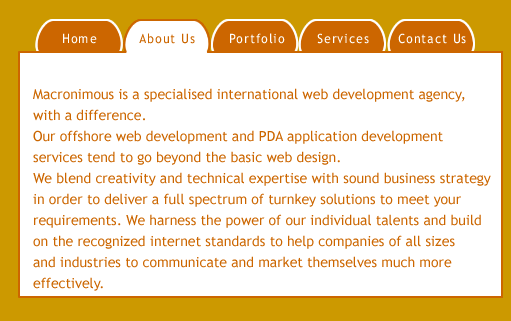 Home About Us Portfolio Services Contact Us
Macronimous is a specialised international web development agency,
with a difference.
Our offshore web development and PDA application development
services tend to go beyond the basic web design.
We blend creativity and technical expertise with sound business strategy
in order to deliver a full spectrum of turnkey solutions to meet your
requirements. We harness the power of our individual talents and build
on the recognized internet standards to help companies of all sizes
and industries to communicate and market themselves much more
effectively.